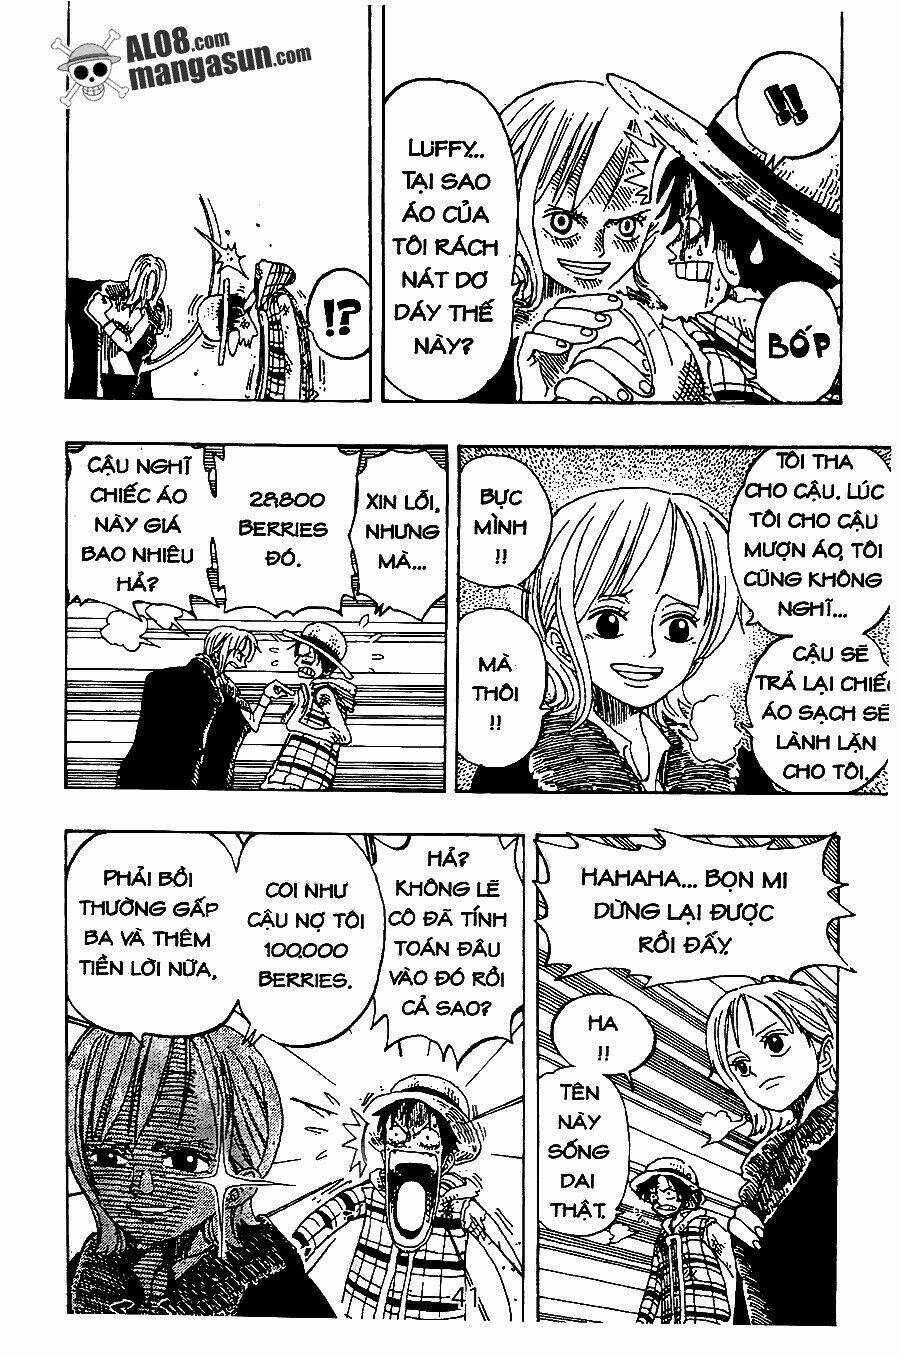 AL08.com
mangasun.com
!!
LUFFY...
TẠI SAO
ÁO CỦA
TÔI RÁCH
NÁT DƠ
DÁY THẾ
NÀY?
BỐP
!?
TÔI THA
CHO CẬU. LÚC
TÔI CHO CẬU
MƯỢN ÁO, TÔI
CŨNG KHÔNG
NGHĨ...
CẬU SẼ
TRẢ LẠI CHIẾC
ÁO SẠCH SẼ
LÀNH LẶN
CHO TÔI.
BỰC
MÌNH
!!
MÀ
THÔI
!!
XIN LỖI,
NHƯNG
MÀ...
28,800
BERRIES
ĐÓ.
CẬU NGHĨ
CHIẾC ÁO
NÀY GIÁ
BAO NHIÊU
HẢ?
HAHAHA... BỌN MI
DỪNG LẠI ĐƯỢC
RỒI ĐẤY.
HA
!!
TÊN
NÀY
SỐNG
DAI
THẬT.
HẢ?
KHÔNG LẼ
CÔ ĐÃ TÍNH
TOÁN ĐÂU
VÀO ĐÓ RỒI
CẢ SAO?
COI NHƯ
CẬU NỢ TÔI
100,000
BERRIES.
PHẢI BỒI
THƯỜNG GẤP
BA VÀ THÊM
TIỀN LỜI NỮA.
41